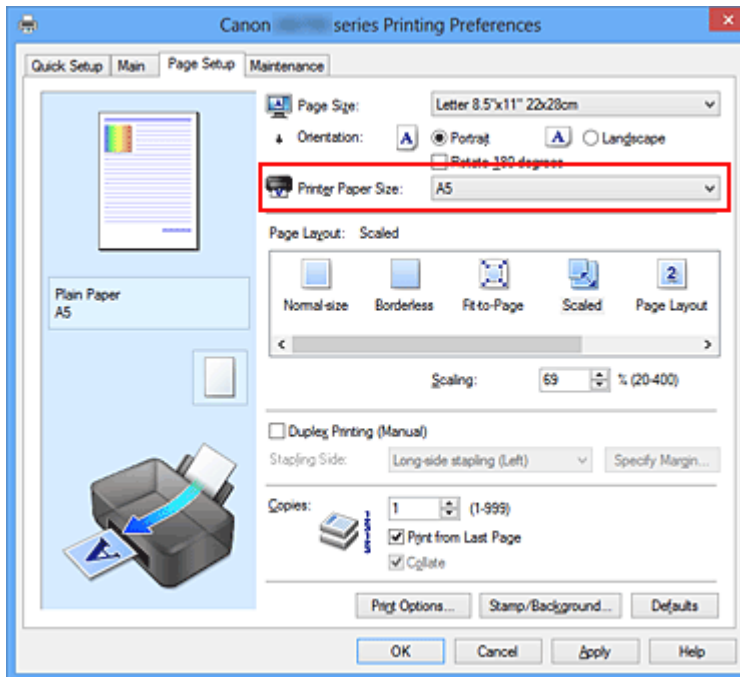 Canon series Printing Preferences
Quick Setup Main Page Setup Maintenance
Page Size: Letter 8.5"x11" 22x28cm
Orientation: A Portrait A Landscape
Rotate 180 degrees
Printer Paper Size: A5
Page Layout: Scaled
Normal-size Borderless Fit-to-Page Scaled 2 Page Layout
Plain Paper
A5
Scaling: 69 % (20-400)
Duplex Printing (Manual)
Stapling Side: Long-side stapling (Left) Specify Margin...
Copies: 1 (1-999)
Print from Last Page
Collate
A
Print Options... Stamp/Background... Defaults
OK Cancel Apply Help